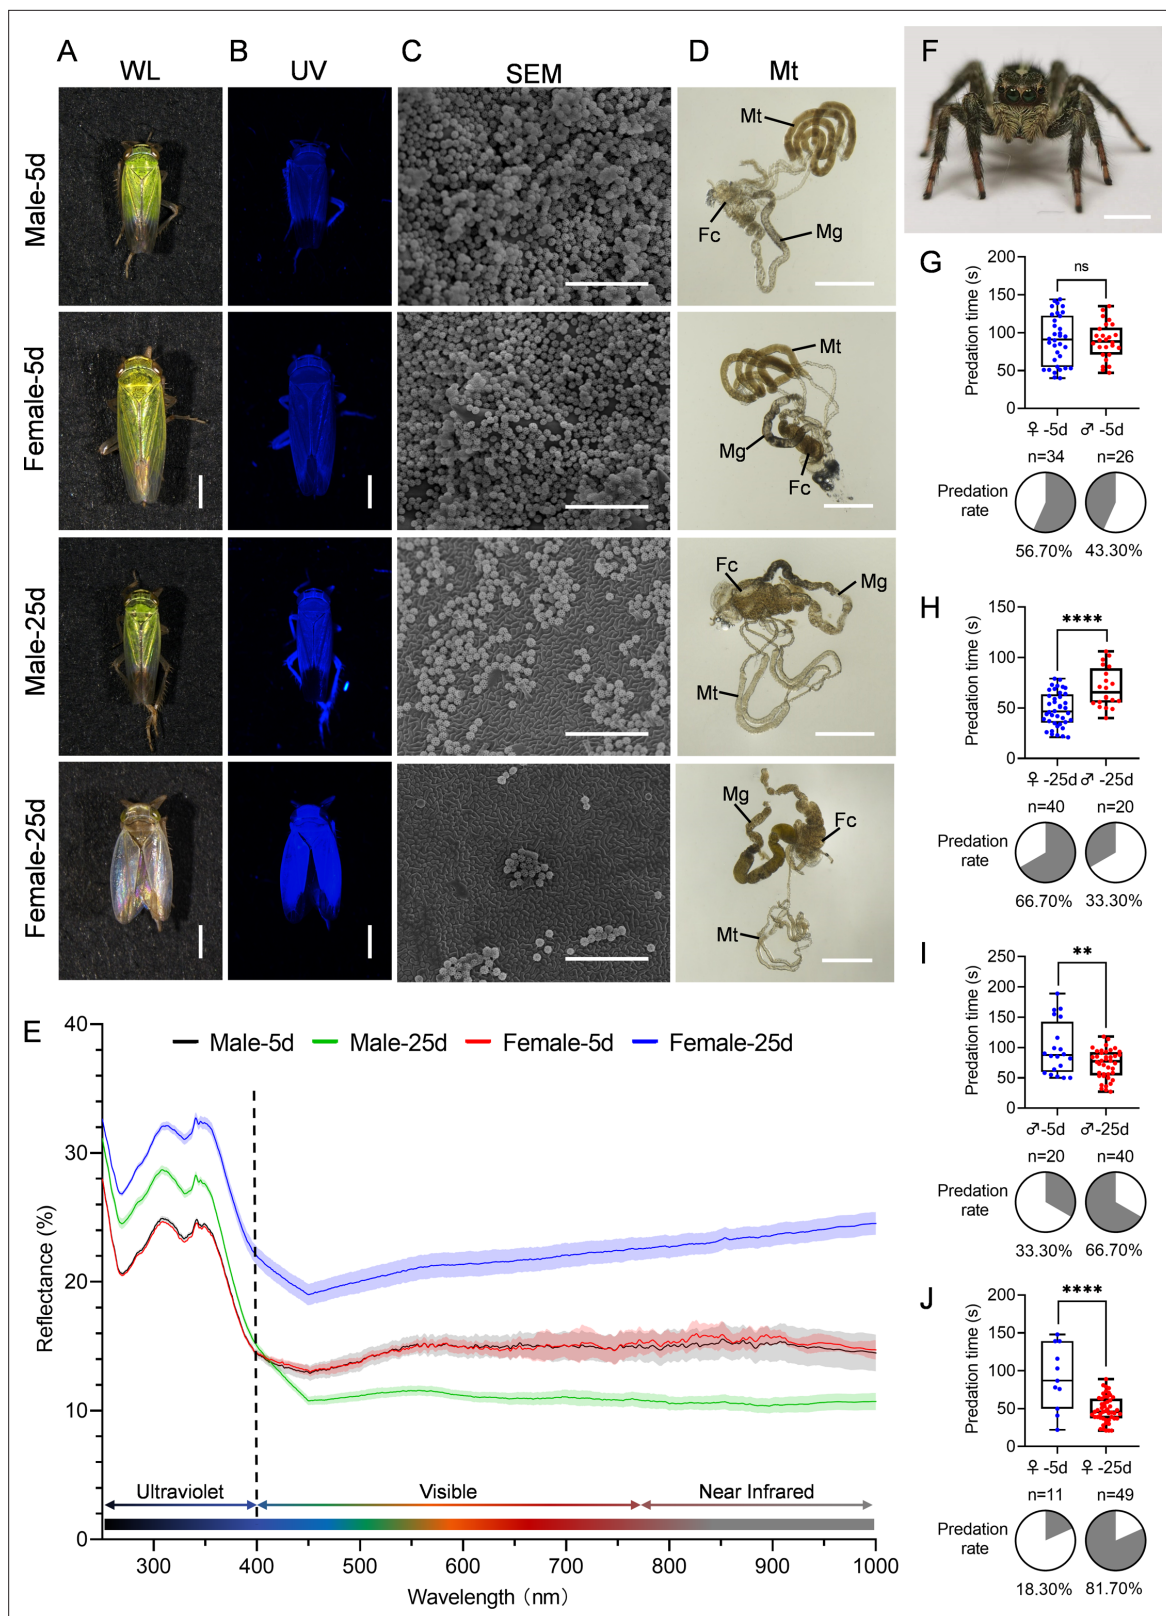 A
B
C
D
F
WL
UV
SEM
Mt
Male-5d
Mt
Fc
Mg
Female-5d
Mt
Mg
Fc
Male-25d
Fc
Mg
Mt
Female-25d
Mg
Fc
Mt
G
Predation time (s)
200
150
100
50
0
ns
♀-5d ♂-5d
n=34 n=26
Predation
rate
56.70% 43.30%
H
Predation time (s)
150
100
50
0
****
♀-25d ♂-25d
n=40 n=20
Predation
rate
66.70% 33.30%
I
Predation time (s)
250
200
150
100
50
0
**
♂-5d ♂-25d
n=20 n=40
Predation
rate
33.30% 66.70%
J
Predation time (s)
200
150
100
50
0
****
♀-5d ♀-25d
n=11 n=49
Predation
rate
18.30% 81.70%
E
Male-5d Male-25d Female-5d Female-25d
Reflectance (%)
40
30
20
10
0
Ultraviolet Visible Near Infrared
300 400 500 600 700 800 900 1000
Wavelength (nm)